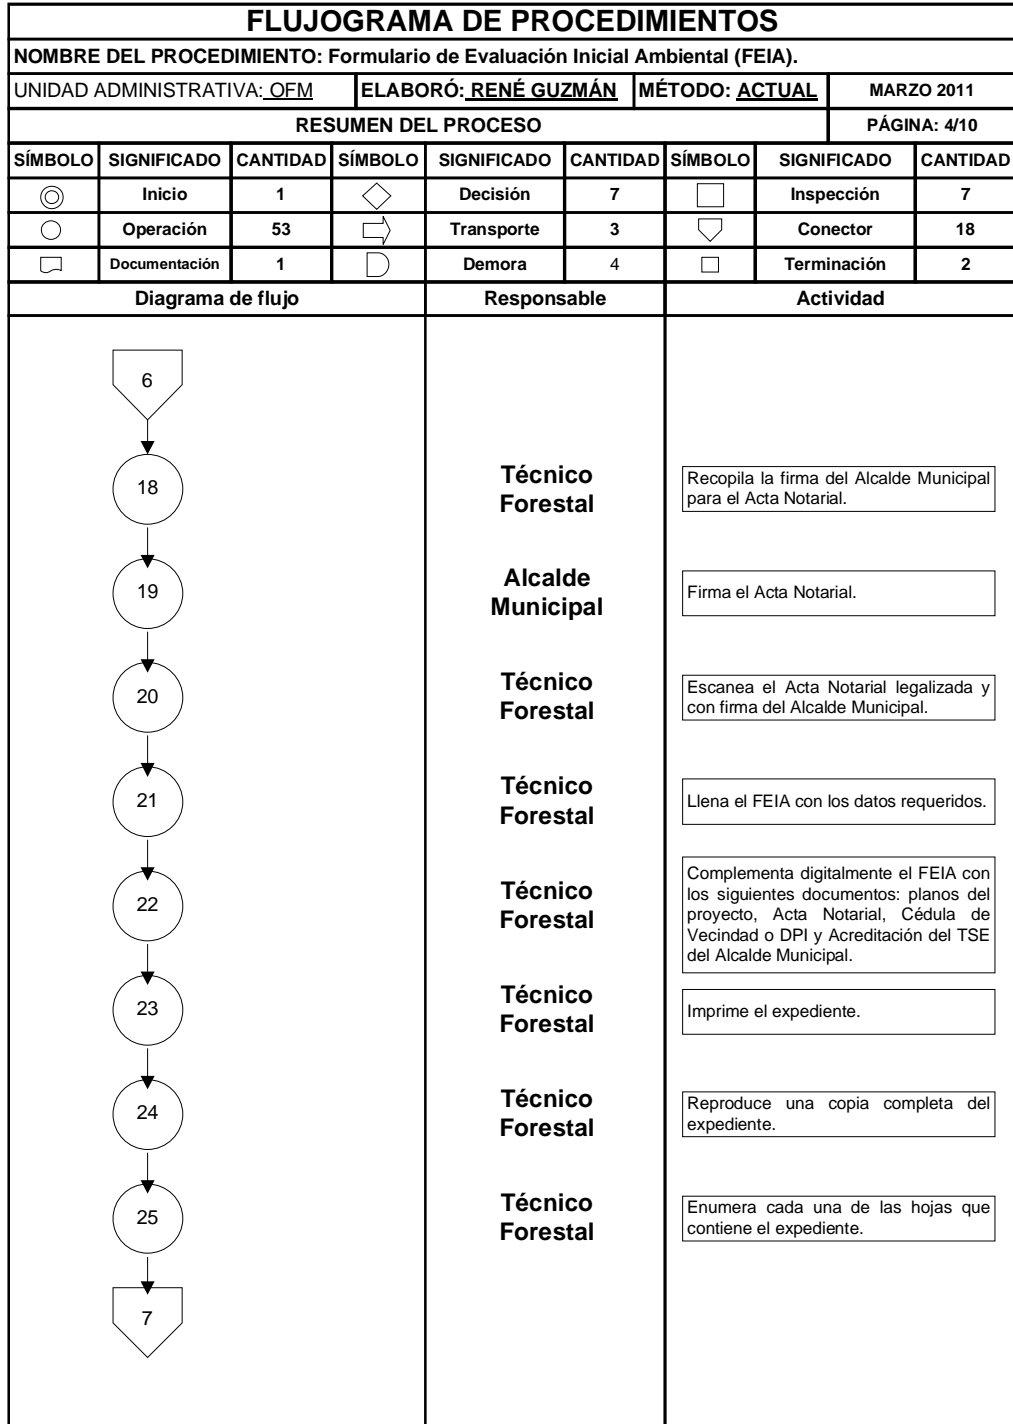 FLUJOGRAMA DE PROCEDIMIENTOS
NOMBRE DEL PROCEDIMIENTO: Formulario de Evaluación Inicial Ambiental (FEIA).
UNIDAD ADMINISTRATIVA: OFM ELABORÓ: RENÉ GUZMÁN MÉTODO: ACTUAL MARZO 2011
RESUMEN DEL PROCESO PÁGINA: 4/10
SÍMBOLO SIGNIFICADO CANTIDAD SÍMBOLO SIGNIFICADO CANTIDAD SÍMBOLO SIGNIFICADO CANTIDAD
Inicio 1 Decisión 7 Inspección 7
Operación 53 Transporte 3 Conector 18
Documentación 1 Demora 4 Terminación 2
Diagrama de flujo Responsable Actividad
6
18
Técnico
Forestal
Recopila la firma del Alcalde Municipal
para el Acta Notarial.
19
Alcalde
Municipal
Firma el Acta Notarial.
20
Técnico
Forestal
Escanea el Acta Notarial legalizada y
con firma del Alcalde Municipal.
21
Técnico
Forestal
Llena el FEIA con los datos requeridos.
22
Técnico
Forestal
Complementa digitalmente el FEIA con
los siguientes documentos: planos del
proyecto, Acta Notarial, Cédula de
Vecindad o DPI y Acreditación del TSE
del Alcalde Municipal.
23
Técnico
Forestal
Imprime el expediente.
24
Técnico
Forestal
Reproduce una copia completa del
expediente.
25
Técnico
Forestal
Enumera cada una de las hojas que
contiene el expediente.
7